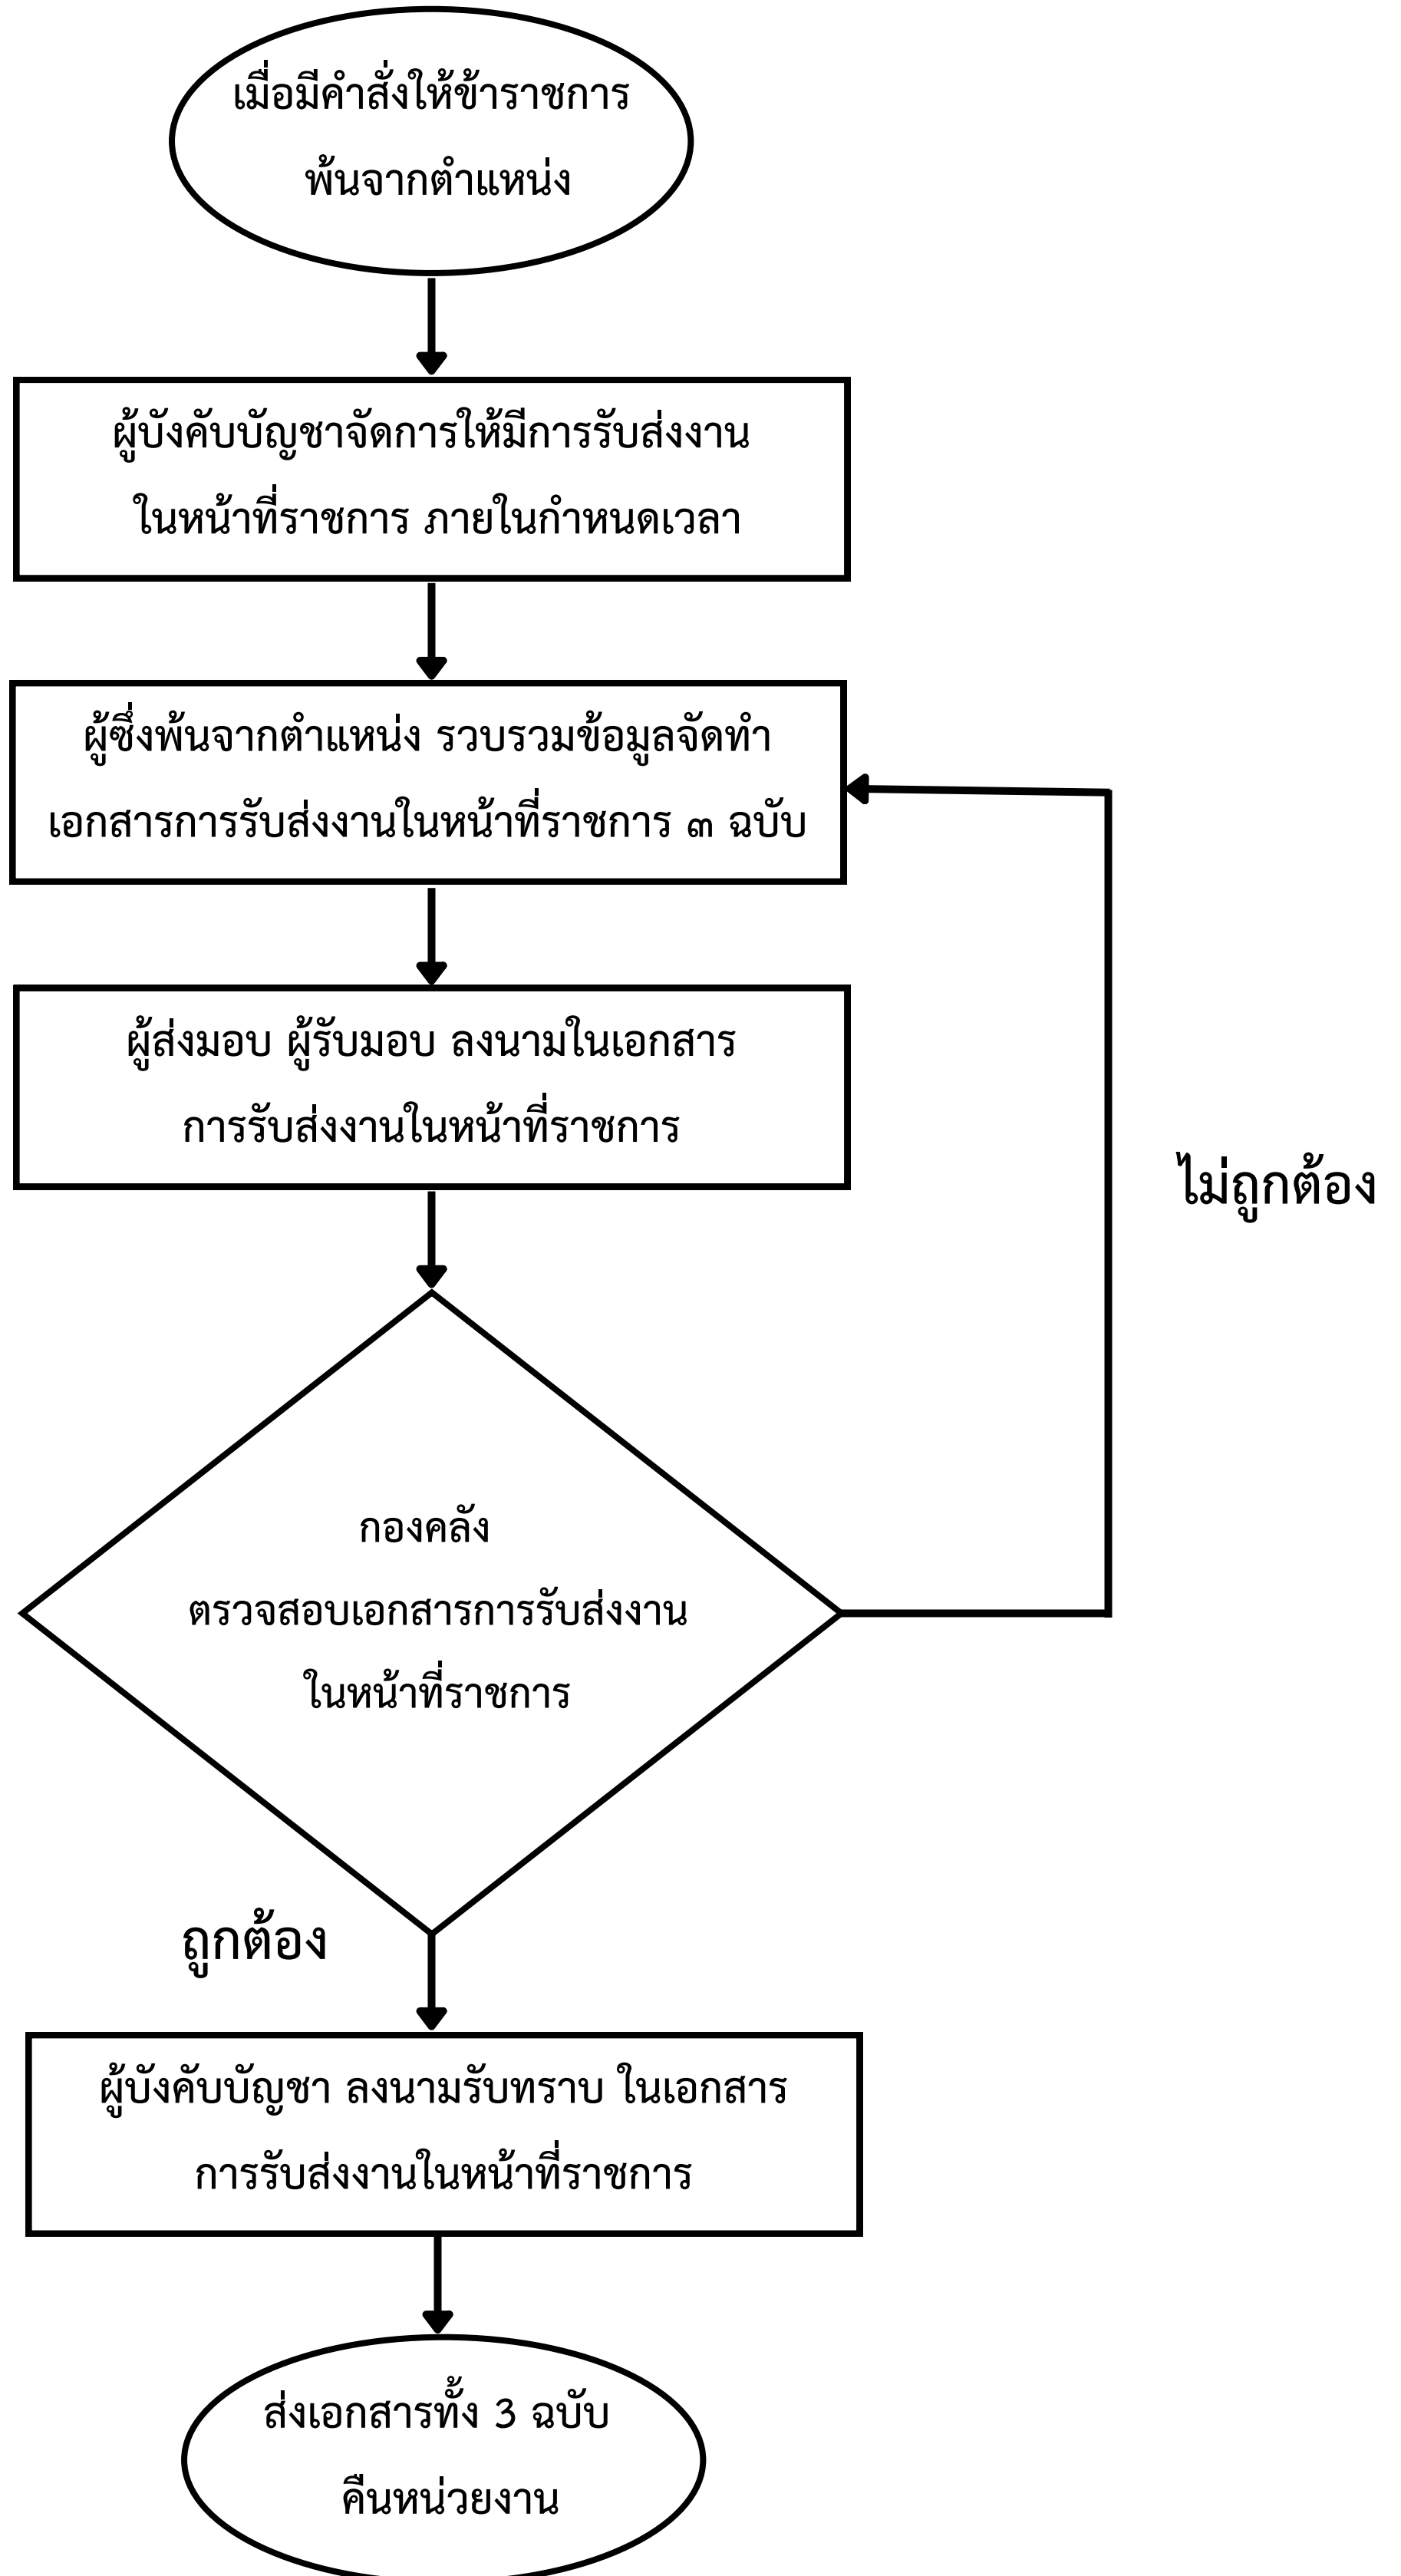 เมื่อมีคำสั่งให้ข้าราชการ
พ้นจากตำแหน่ง
ผู้บังคับบัญชาจัดการให้มีการรับส่งงาน
ในหน้าที่ราชการ ภายในกำหนดเวลา
ผู้ซึ่งพ้นจากตำแหน่ง รวบรวมข้อมูลจัดทำ
เอกสารการรับส่งงานในหน้าที่ราชการ ๓ ฉบับ
ผู้ส่งมอบ ผู้รับมอบ ลงนามในเอกสาร
การรับส่งงานในหน้าที่ราชการ
ไม่ถูกต้อง
กองคลัง
ตรวจสอบเอกสารการรับส่งงาน
ในหน้าที่ราชการ
ถูกต้อง
ผู้บังคับบัญชา ลงนามรับทราบ ในเอกสาร
การรับส่งงานในหน้าที่ราชการ
ส่งเอกสารทั้ง 3 ฉบับ
คืนหน่วยงาน